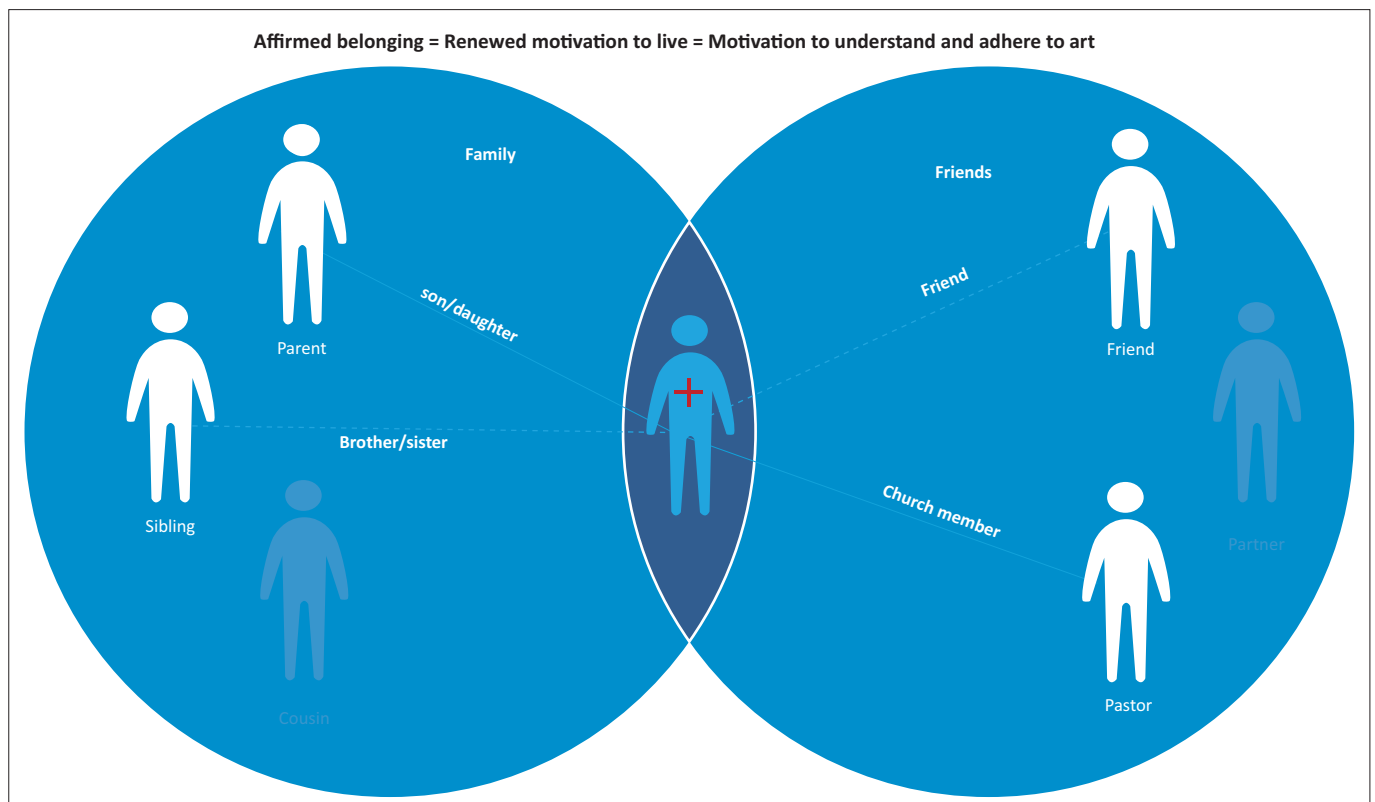 Affirmed belonging = Renewed motivation to live = Motivation to understand and adhere to art
Family
Friends
son/daughter
Friend
Parent
Friend
Brother/sister
Church member
Sibling
Partner
Cousin
Pastor